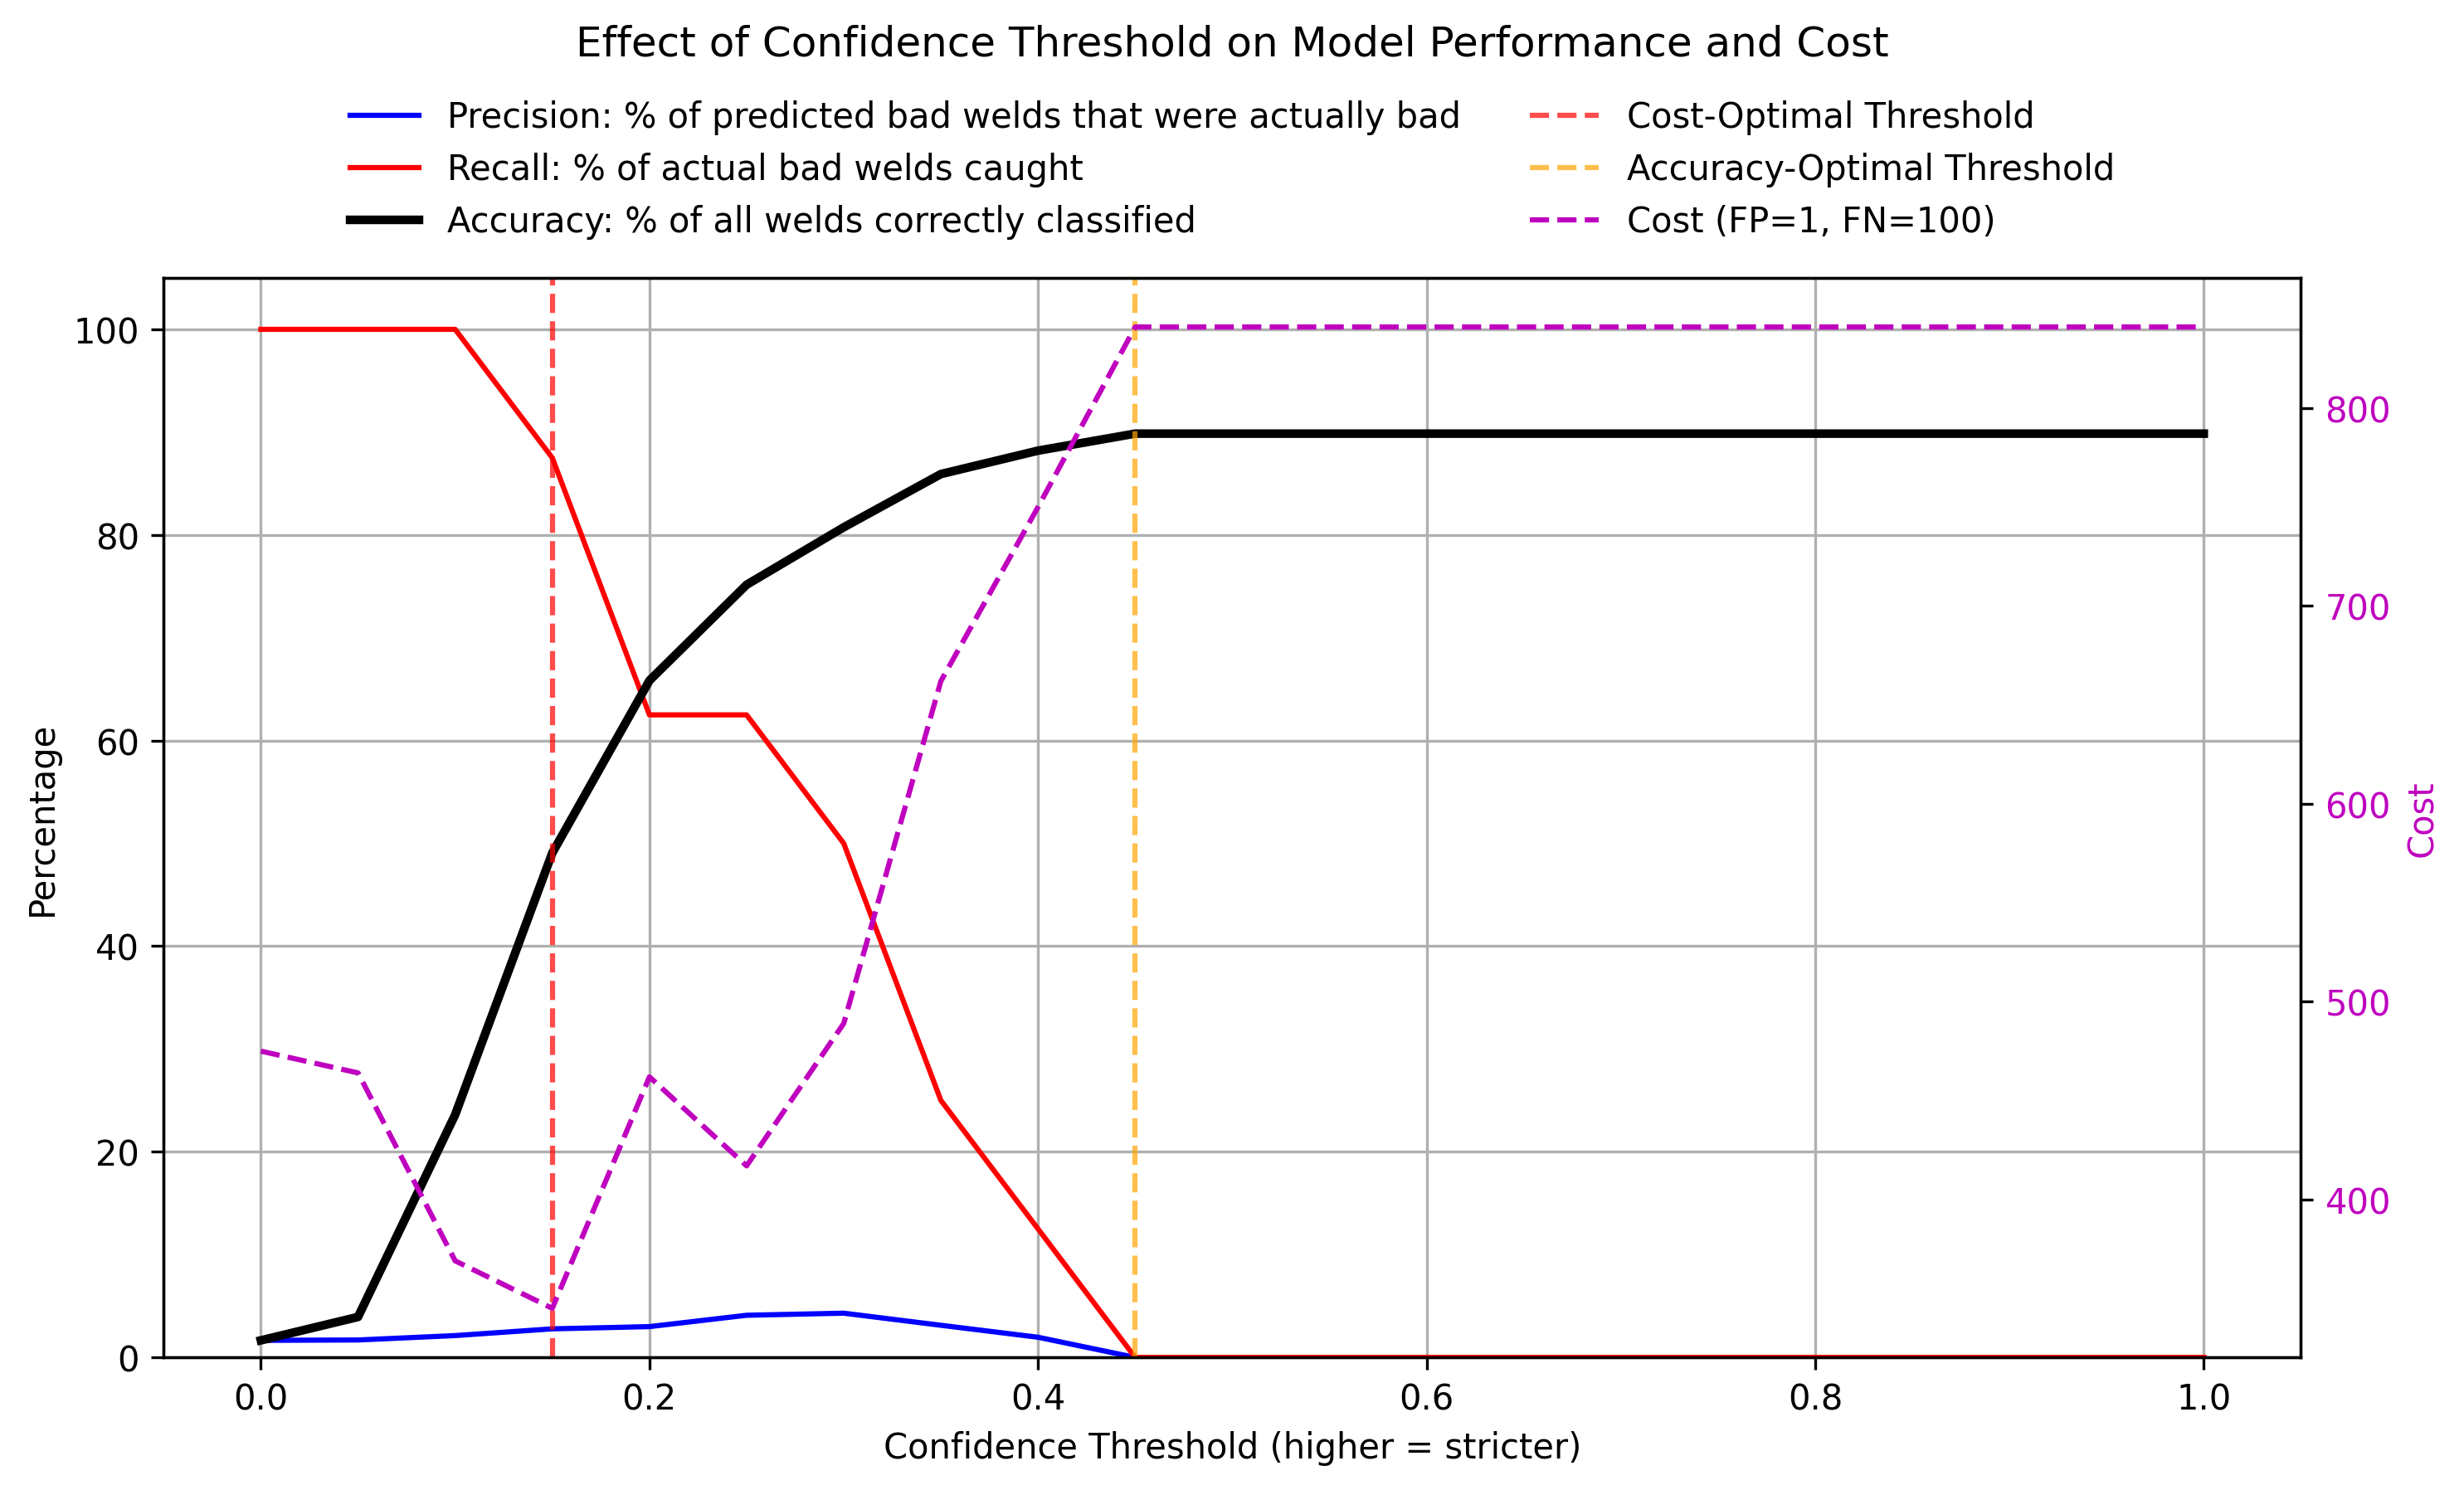 Effect of Confidence Threshold on Model Performance and Cost
Precision: % of predicted bad welds that were actually bad
Recall: % of actual bad welds caught
Accuracy: % of all welds correctly classified
Cost-Optimal Threshold
Accuracy-Optimal Threshold
Cost (FP=1, FN=100)
Percentage
100
80
60
40
20
0
0.0
0.2
0.4
0.6
0.8
1.0
Confidence Threshold (higher = stricter)
800
700
600
500
400
Cost